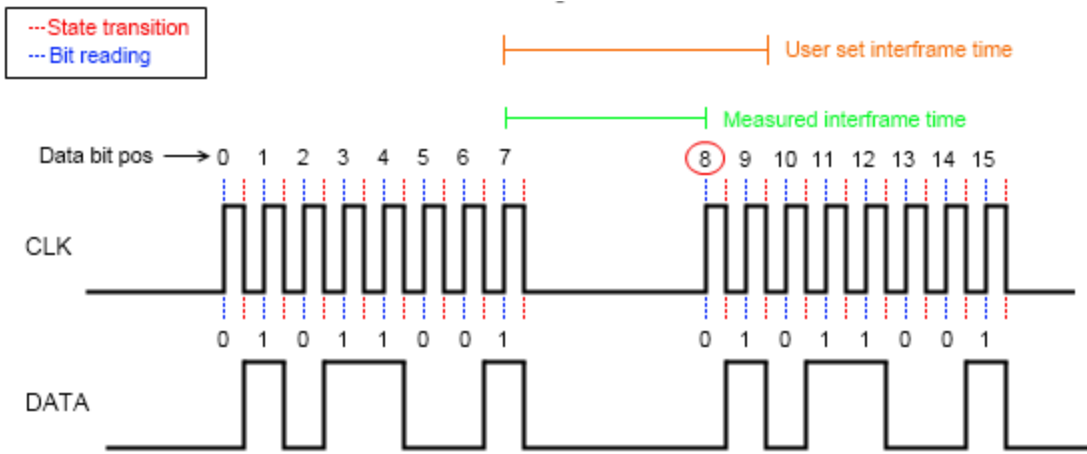 ---State transition
---Bit reading
User set interframe time
Measured interframe time
Data bit pos → 0 1 2 3 4 5 6 7 8 9 10 11 12 13 14 15
CLK
0 1 0 1 1 0 0 1 0 1 0 1 1 0 0 1
DATA